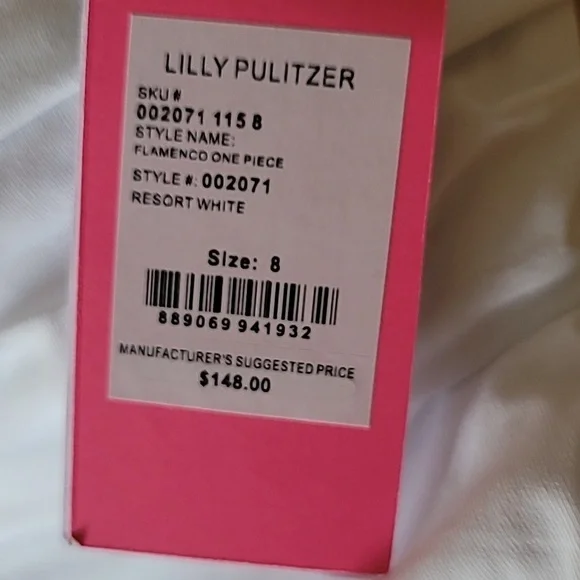 LILLY PULITZER
SKU #
002071 115 8
STYLE NAME:
FLAMENCO ONE PIECE
STYLE #: 002071
RESORT WHITE
Size: 8
889069 941932
MANUFACTURER'S SUGGESTED PRICE
$148.00